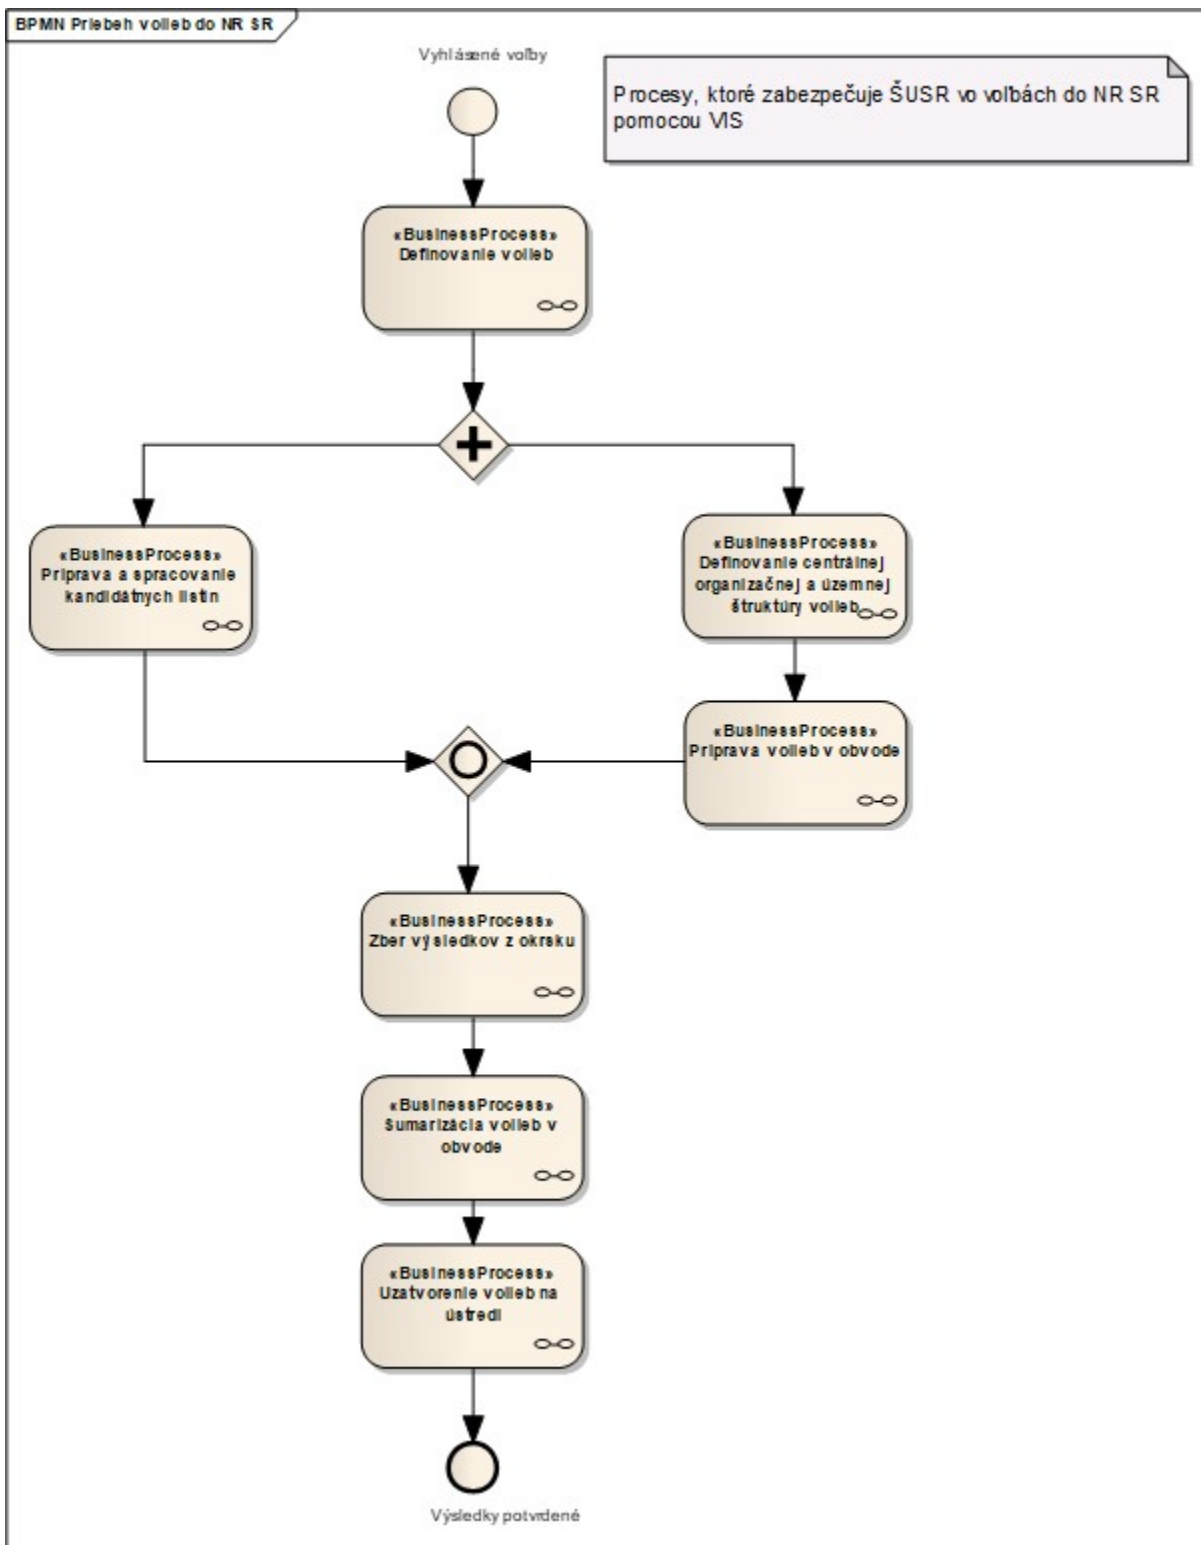 BPMN Priebeh volieb do NR SR
Vyhlásené voľby
Procesy, ktoré zabezpečuje ŠUSR vo voľbách do NR SR
pomocou VIS
«BusinessProcess»
Definovanie volieb
«BusinessProcess»
Príprava a spracovanie
kandidátnych listín
«BusinessProcess»
Definovanie centrálnej
organizačnej a územnej
štruktúry volieb
«BusinessProcess»
Príprava volieb v obvode
«BusinessProcess»
Zber výsledkov z okrsku
«BusinessProcess»
Sumarizácia volieb v
obvode
«BusinessProcess»
Uzatvorenie volieb na
ústredí
Výsledky potvrdené